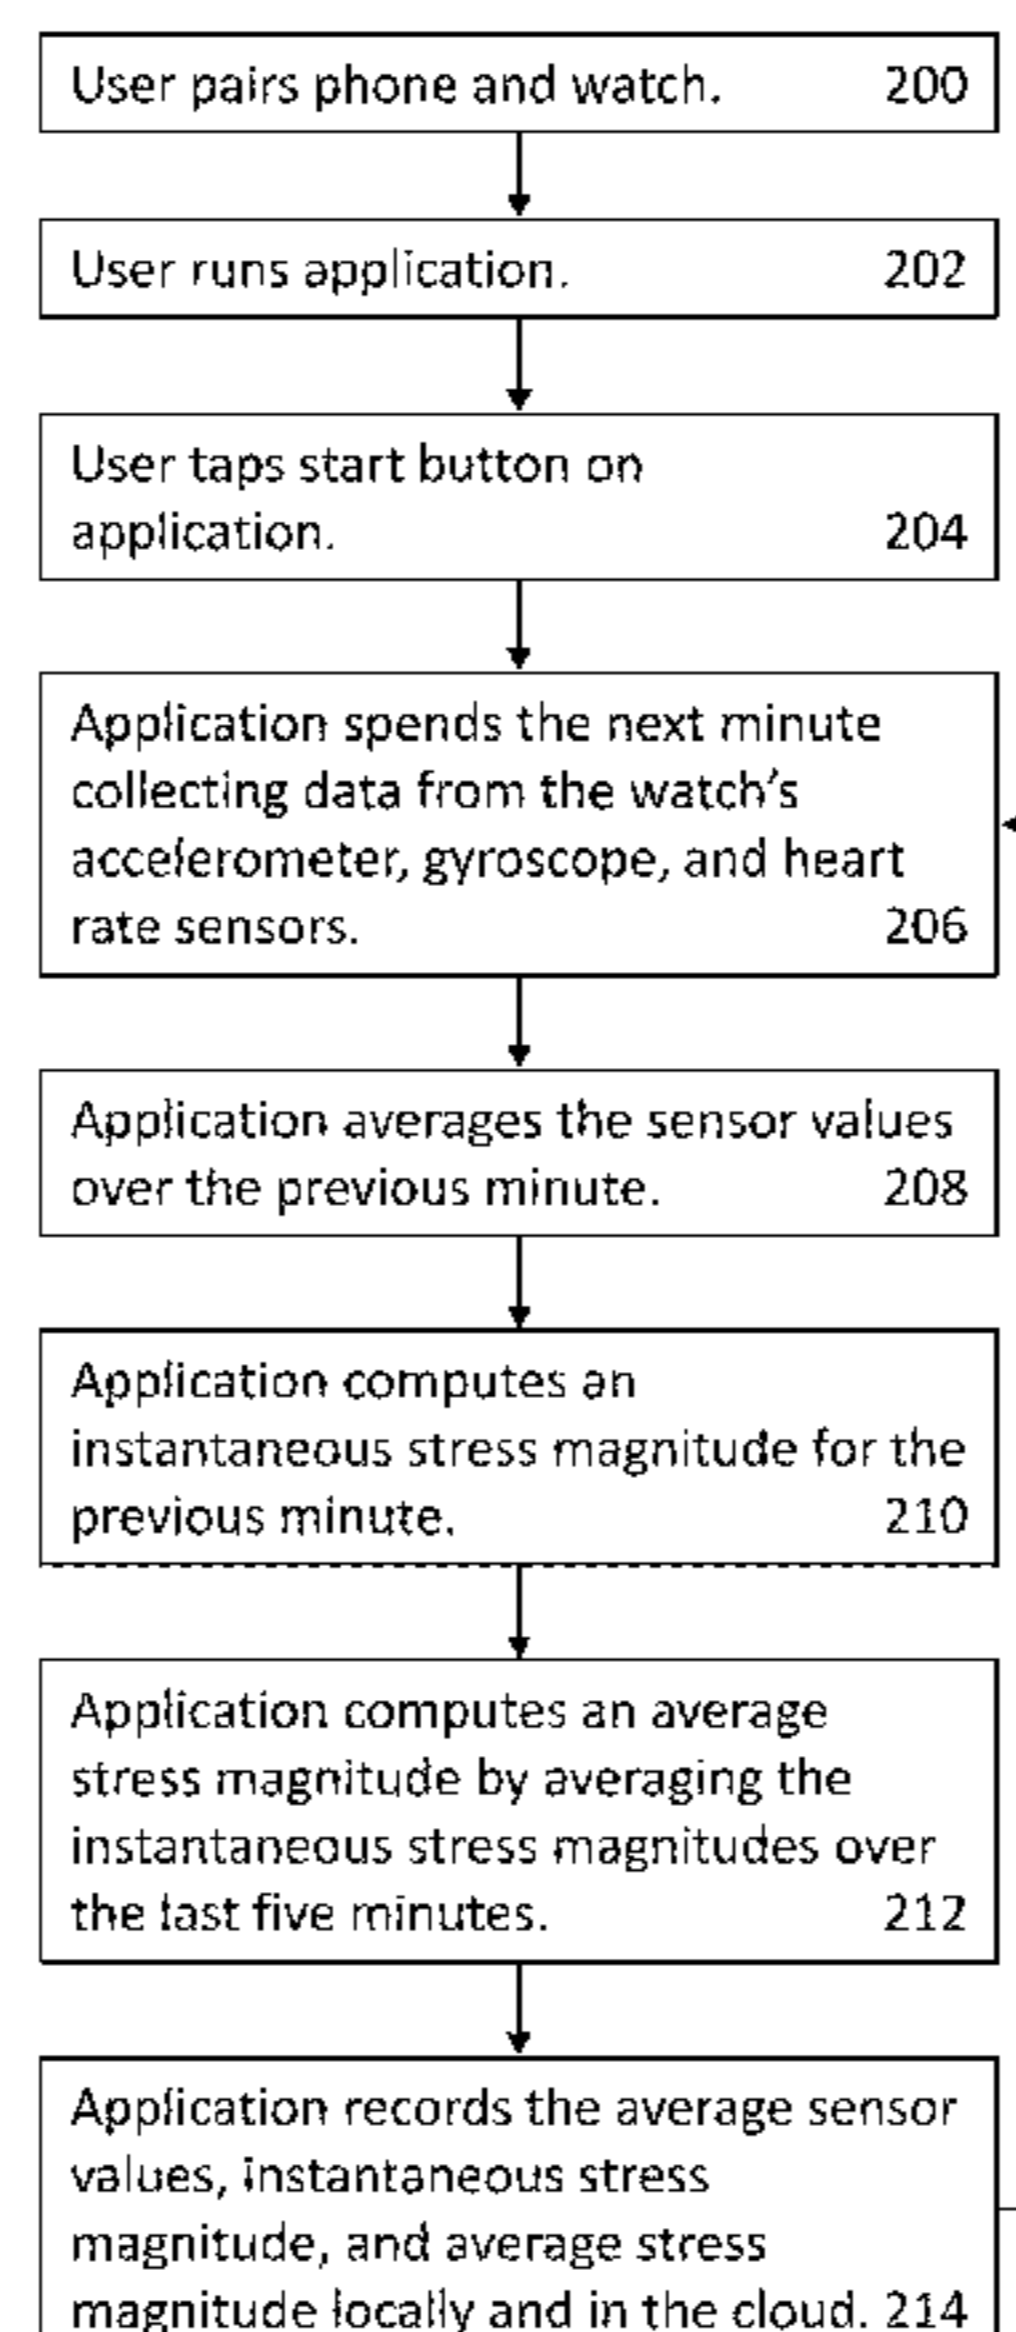 User pairs phone and watch. 200
User runs application. 202
User taps start button on
application. 204
Application spends the next minute
collecting data from the watch's
accelerometer, gyroscope, and heart
rate sensors. 206
Application averages the sensor values
over the previous minute. 208
Application computes an
instantaneous stress magnitude for the
previous minute. 210
Application computes an average
stress magnitude by averaging the
instantaneous stress magnitudes over
the last five minutes. 212
Application records the average sensor
values, instantaneous stress
magnitude, and average stress
magnitude locally and in the cloud. 214